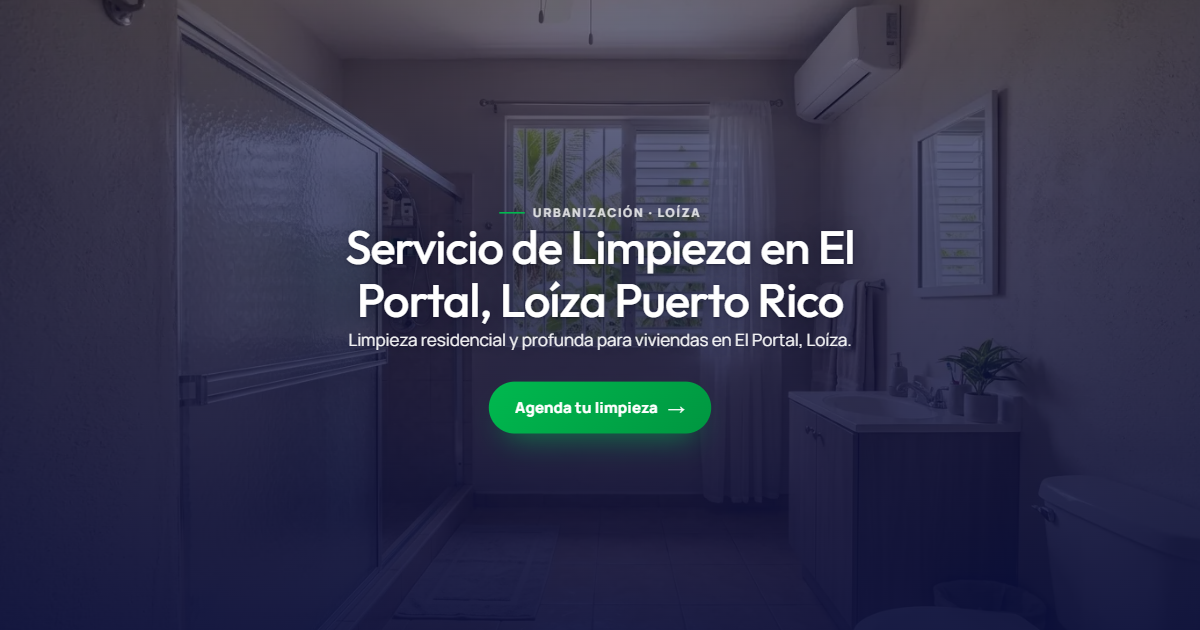 URBANIZACIÓN · LOÍZA
Servicio de Limpieza en El
Portal, Loíza Puerto Rico
Limpieza residencial y profunda para viviendas en El Portal, Loíza.
Agenda tu limpieza →